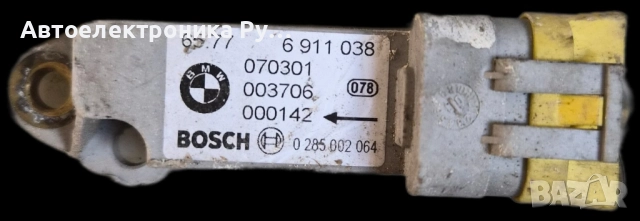 Автоелектроника Ру...
65.77 6 911 038
BMW
070301
003706 078
000142
BOSCH 0 285 002 064
BAZAR